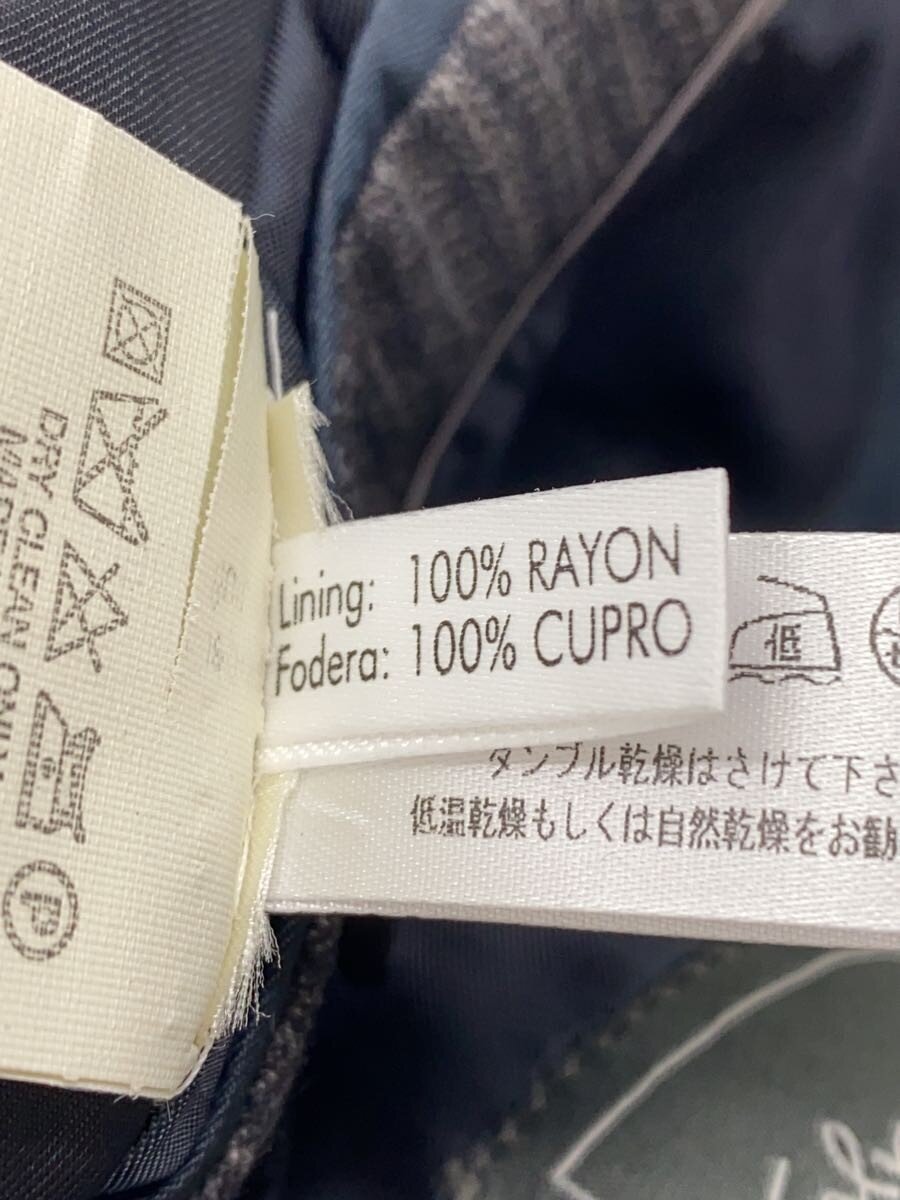 Lining: 100% RAYON
Fodera: 100% CUPRO
低
タンブル乾燥はさけて下さ
低温乾燥もしくは自然乾燥をお勧
DRY CLEAN ONLY
P